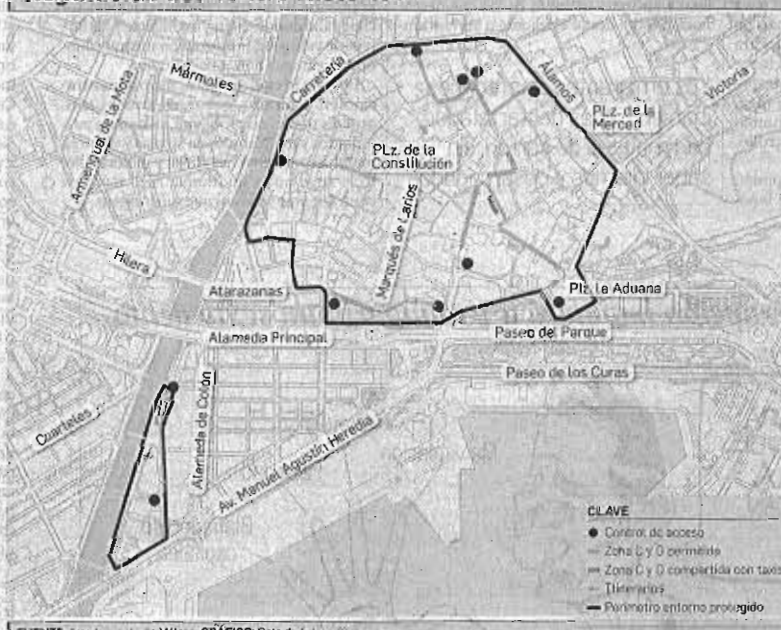 Mármoles
Carretería
Álamos
Victoria
Armengual de la Mota
PLz. de la
Merced
PLz. de la
Constitución
Marqués de Larios
Hilera
Atarazanas
Plz. la Aduana
Alameda Principal
Paseo del Parque
Paseo de los Curas
Cuarteles
Alameda de Colón
Av. Manuel Agustín Heredia
CLAVE
Control de acceso
Zona C y D permitida
Zona C y D compartida con taxis
Itinerarios
Perímetro entorno protegido